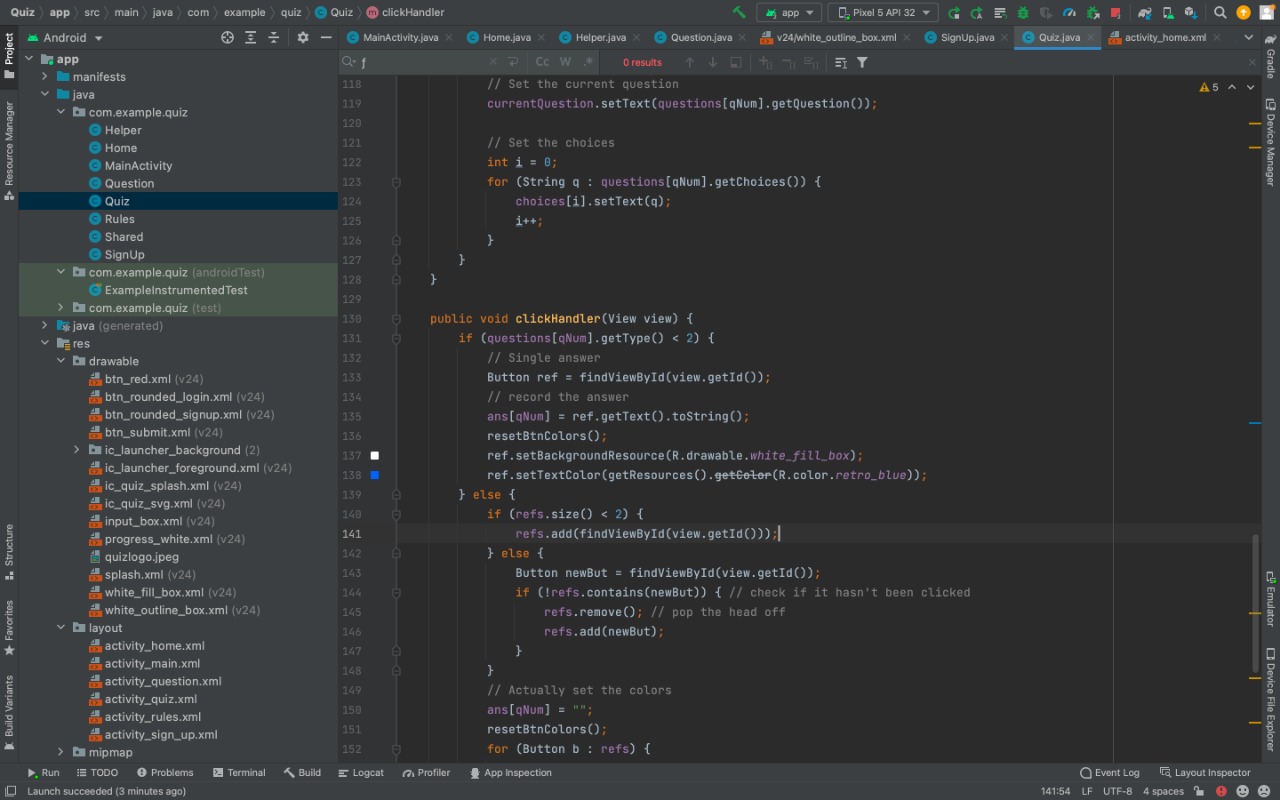 Quiz app src main java com example quiz Quiz clickHandler
app Pixel 5 API 32
Android
MainActivity.java Home.java Helper.java Question.java v24/white_outline_box.xml SignUp.java Quiz.java activity_home.xml
Cc W .* 0 results
Project
Resource Manager
Structure
Favorites
Build Variants
app
manifests
java
com.example.quiz
Helper
Home
MainActivity
Question
Quiz
Rules
Shared
SignUp
com.example.quiz (androidTest)
ExampleInstrumentedTest
com.example.quiz (test)
java (generated)
res
drawable
btn_red.xml (v24)
btn_rounded_login.xml (v24)
btn_rounded_signup.xml (v24)
btn_submit.xml (v24)
ic_launcher_background (2)
ic_launcher_foreground.xml (v24)
ic_quiz_splash.xml (v24)
ic_quiz_svg.xml (v24)
input_box.xml (v24)
progress_white.xml (v24)
quizlogo.jpeg
splash.xml (v24)
white_fill_box.xml (v24)
white_outline_box.xml (v24)
layout
activity_home.xml
activity_main.xml
activity_question.xml
activity_quiz.xml
activity_rules.xml
activity_sign_up.xml
mipmap
118 // Set the current question
119 currentQuestion.setText(questions[qNum].getQuestion());
120
121 // Set the choices
122 int i = 0;
123 for (String q : questions[qNum].getChoices()) {
124 choices[i].setText(q);
125 i++;
126 }
127 }
128 }
129
130 public void clickHandler(View view) {
131 if (questions[qNum].getType() < 2) {
132 // Single answer
133 Button ref = findViewById(view.getId());
134 // record the answer
135 ans[qNum] = ref.getText().toString();
136 resetBtnColors();
137 ref.setBackgroundResource(R.drawable.white_fill_box);
138 ref.setTextColor(getResources().getColor(R.color.retro_blue));
139 } else {
140 if (refs.size() < 2) {
141 refs.add(findViewById(view.getId()));
142 } else {
143 Button newBut = findViewById(view.getId());
144 if (!refs.contains(newBut)) { // check if it hasn't been clicked
145 refs.remove(); // pop the head off
146 refs.add(newBut);
147 }
148 }
149 // Actually set the colors
150 ans[qNum] = "";
151 resetBtnColors();
152 for (Button b : refs) {
5
Gradle
Device Manager
Emulator
Device File Explorer
Run TODO Problems Terminal Build Logcat Profiler App Inspection Event Log Layout Inspector
Launch succeeded (3 minutes ago) 141:54 LF UTF-8 4 spaces